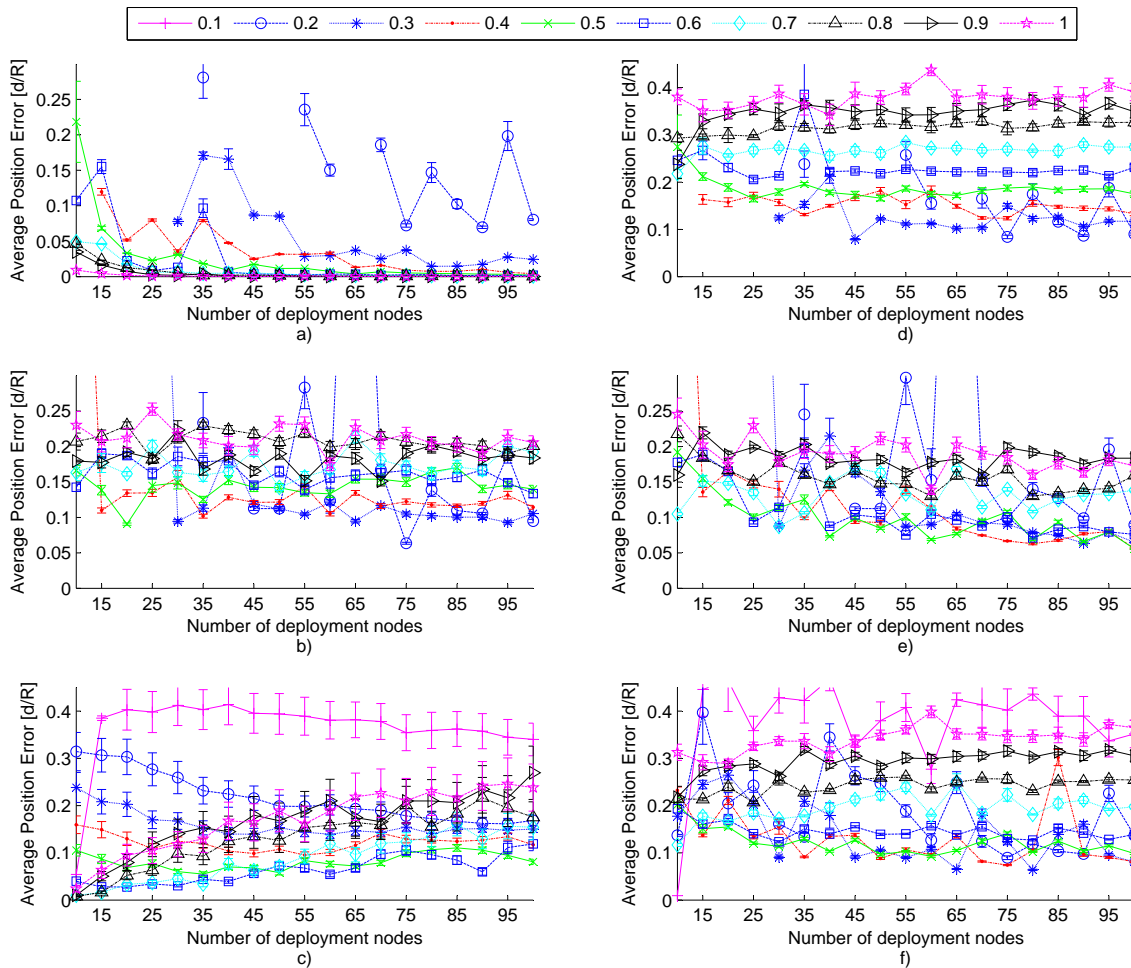 0.1 0.2 0.3 0.4 0.5 0.6 0.7 0.8 0.9 1
Average Position Error [d/R]
0.25
0.2
0.15
0.1
0.05
0
15 25 35 45 55 65 75 85 95
Number of deployment nodes
a)
Average Position Error [d/R]
0.4
0.3
0.2
0.1
0
15 25 35 45 55 65 75 85 95
Number of deployment nodes
d)
Average Position Error [d/R]
0.25
0.2
0.15
0.1
0.05
0
15 25 35 45 55 65 75 85 95
Number of deployment nodes
b)
Average Position Error [d/R]
0.25
0.2
0.15
0.1
0.05
0
15 25 35 45 55 65 75 85 95
Number of deployment nodes
e)
Average Position Error [d/R]
0.4
0.3
0.2
0.1
0
15 25 35 45 55 65 75 85 95
Number of deployment nodes
c)
Average Position Error [d/R]
0.4
0.3
0.2
0.1
0
15 25 35 45 55 65 75 85 95
Number of deployment nodes
f)